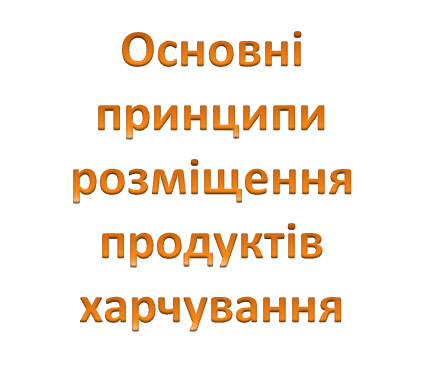 Основні
принципи
розміщення
продуктів
харчування